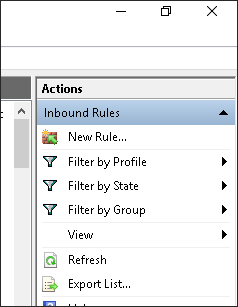 Actions
Inbound Rules
New Rule...
Filter by Profile
Filter by State
Filter by Group
View
Refresh
Export List...